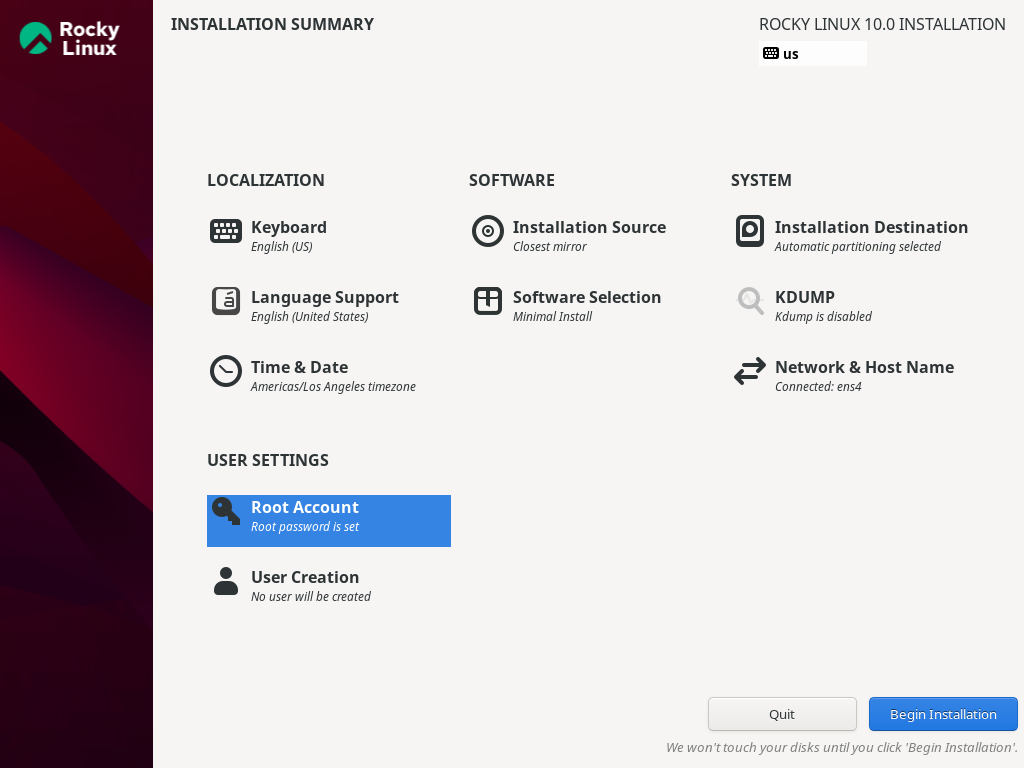 Rocky
Linux
INSTALLATION SUMMARY
ROCKY LINUX 10.0 INSTALLATION
us
LOCALIZATION
Keyboard
English (US)
Language Support
English (United States)
Time & Date
Americas/Los Angeles timezone
SOFTWARE
Installation Source
Closest mirror
Software Selection
Minimal Install
SYSTEM
Installation Destination
Automatic partitioning selected
KDUMP
Kdump is disabled
Network & Host Name
Connected: ens4
USER SETTINGS
Root Account
Root password is set
User Creation
No user will be created
Quit
Begin Installation
We won't touch your disks until you click 'Begin Installation'.